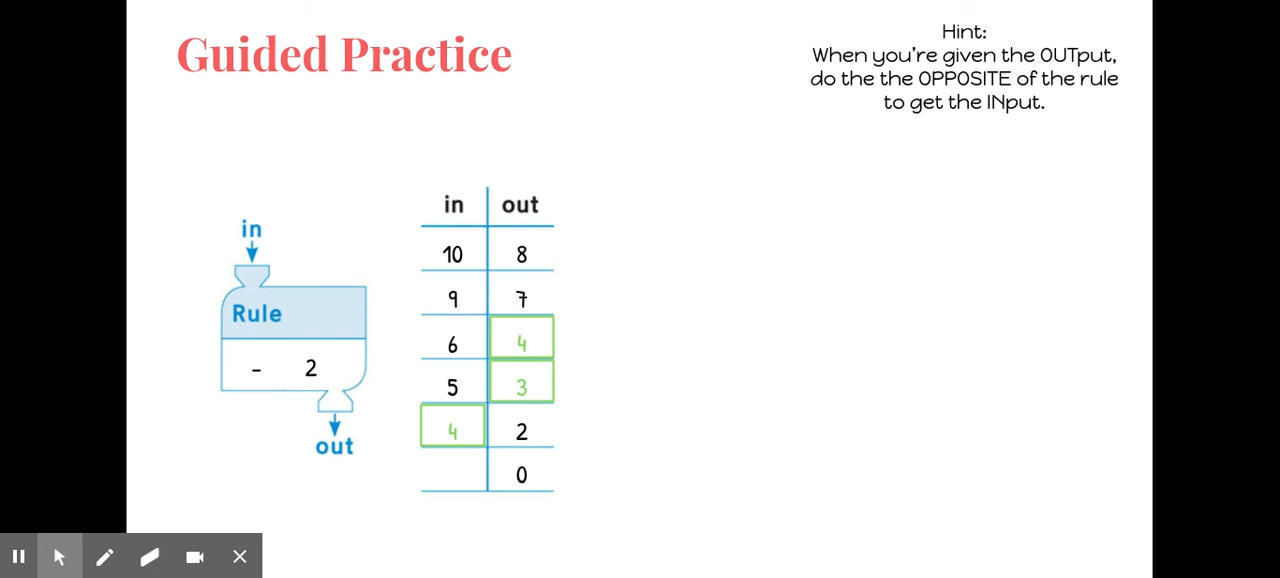 Guided Practice
Hint:
When you're given the OUTput,
do the the OPPOSITE of the rule
to get the INput.
in
Rule
- 2
out
in out
10 8
9 7
6 4
5 3
4 2
0